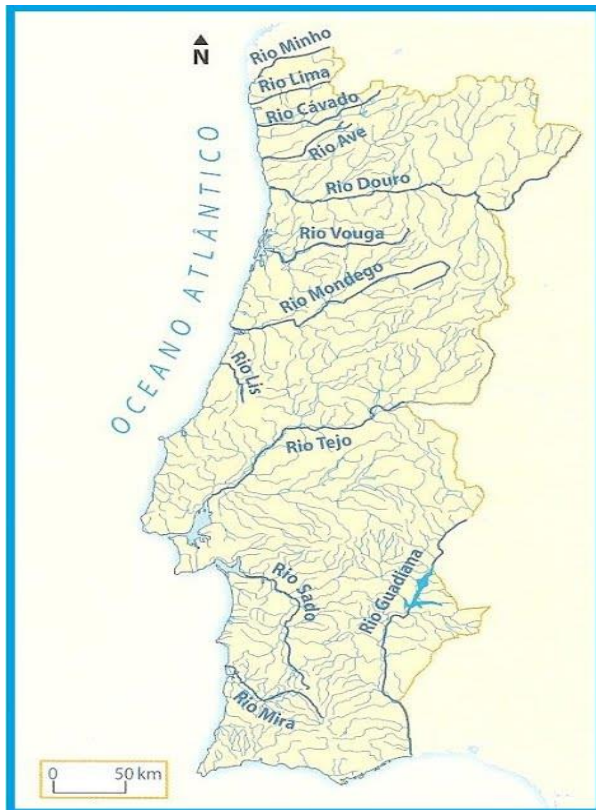 N
Rio Minho
Rio Lima
Rio Cávado
Rio Ave
Rio Douro
Rio Vouga
Rio Mondego
OCEANO ATLÂNTICO
Rio Lis
Rio Tejo
Rio Sado
Rio Guadiana
Rio Mira
0 50 km